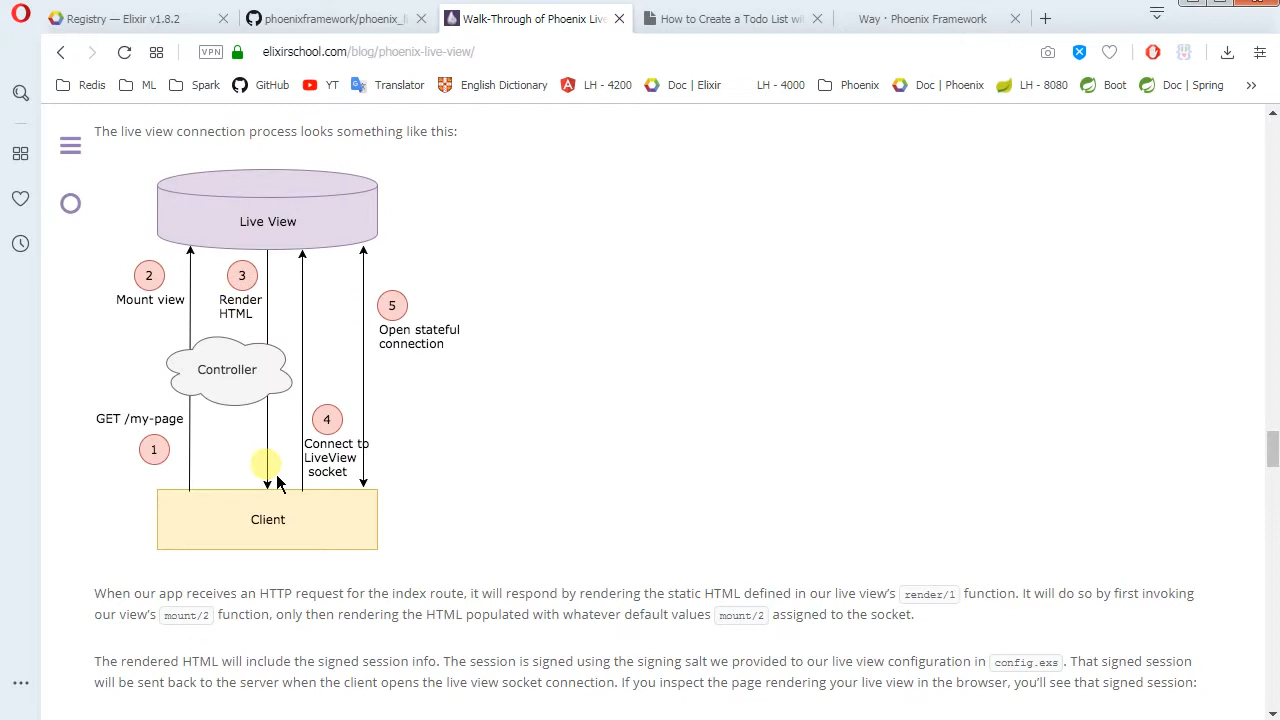 Registry — Elixir v1.8.2
phoenixframework/phoenix_l
Walk-Through of Phoenix Live
How to Create a Todo List wi
Way · Phoenix Framework
VPN
elixirschool.com/blog/phoenix-live-view/
Redis
ML
Spark
GitHub
YT
Translator
English Dictionary
LH - 4200
Doc | Elixir
LH - 4000
Phoenix
Doc | Phoenix
LH - 8080
Boot
Doc | Spring
The live view connection process looks something like this:
Live View
2
Mount view
3
Render
HTML
5
Open stateful
connection
Controller
GET /my-page
1
4
Connect to
LiveView
socket
Client
When our app receives an HTTP request for the index route, it will respond by rendering the static HTML defined in our live view's render/1 function. It will do so by first invoking
our view's mount/2 function, only then rendering the HTML populated with whatever default values mount/2 assigned to the socket.
The rendered HTML will include the signed session info. The session is signed using the signing salt we provided to our live view configuration in config.exs. That signed session
will be sent back to the server when the client opens the live view socket connection. If you inspect the page rendering your live view in the browser, you'll see that signed session: